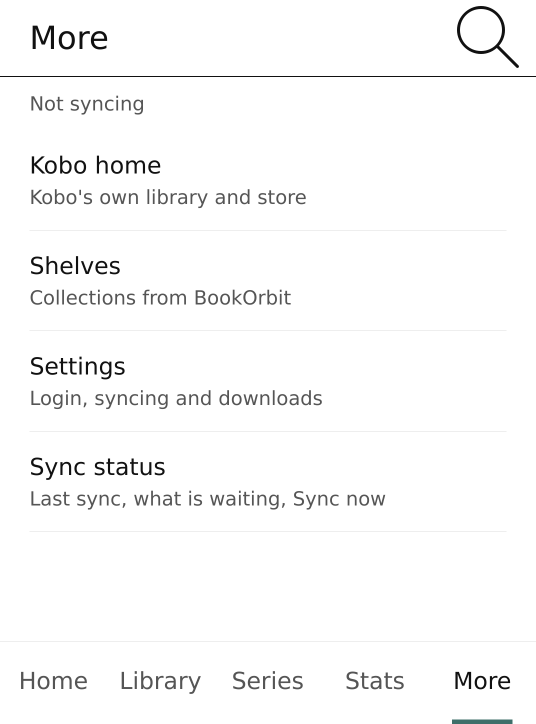 More
Not syncing
Kobo home
Kobo's own library and store
Shelves
Collections from BookOrbit
Settings
Login, syncing and downloads
Sync status
Last sync, what is waiting, Sync now
Home Library Series Stats More